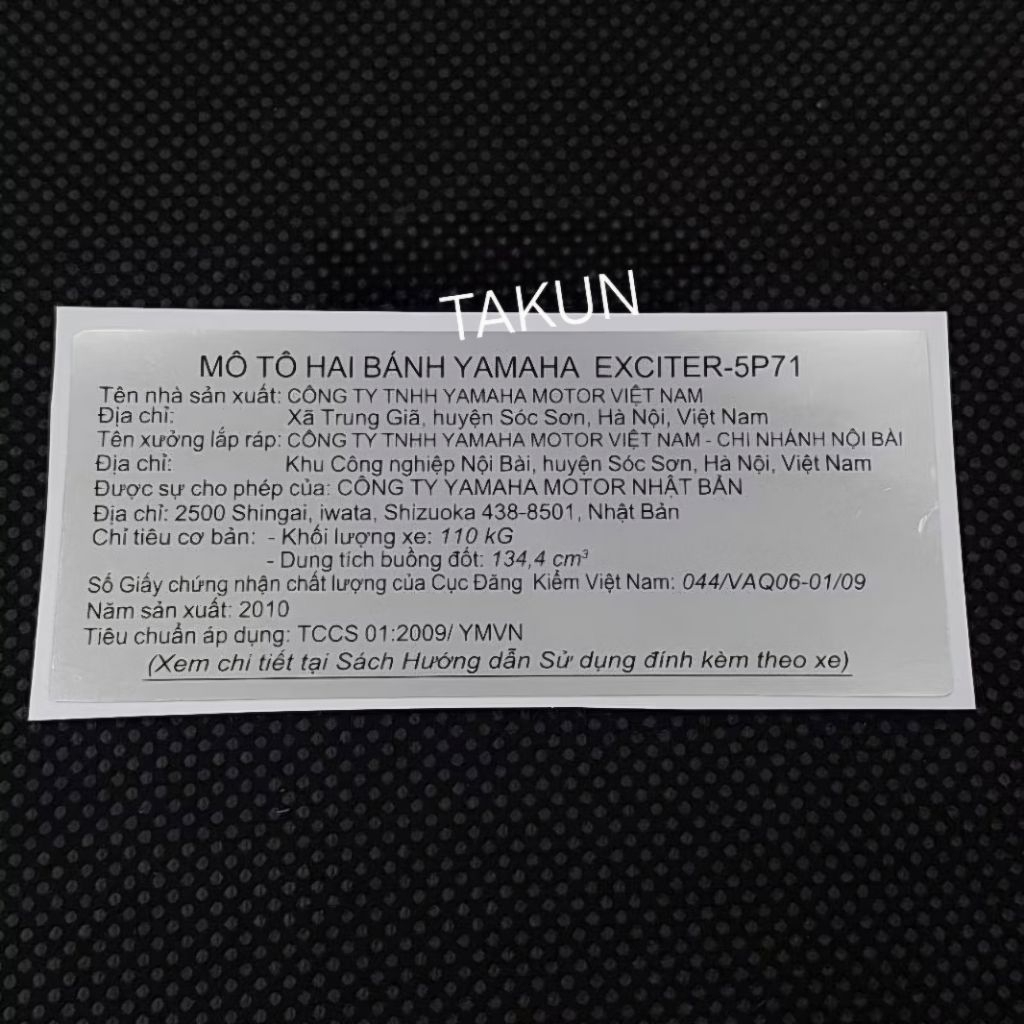 TAKUN
MÔ TÔ HAI BÁNH YAMAHA EXCITER-5P71
Tên nhà sản xuất: CÔNG TY TNHH YAMAHA MOTOR VIỆT NAM
Địa chỉ: Xã Trung Giã, huyện Sóc Sơn, Hà Nội, Việt Nam
Tên xưởng lắp ráp: CÔNG TY TNHH YAMAHA MOTOR VIỆT NAM - CHI NHÁNH NỘI BÀI
Địa chỉ: Khu Công nghiệp Nội Bài, huyện Sóc Sơn, Hà Nội, Việt Nam
Được sự cho phép của: CÔNG TY YAMAHA MOTOR NHẬT BẢN
Địa chỉ: 2500 Shingai, iwata, Shizuoka 438-8501, Nhật Bản
Chỉ tiêu cơ bản: - Khối lượng xe: 110 kG
- Dung tích buồng đốt: 134,4 cm³
Số Giấy chứng nhận chất lượng của Cục Đăng Kiểm Việt Nam: 044/VAQ06-01/09
Năm sản xuất: 2010
Tiêu chuẩn áp dụng: TCCS 01:2009/ YMVN
(Xem chi tiết tại Sách Hướng dẫn Sử dụng đính kèm theo xe)